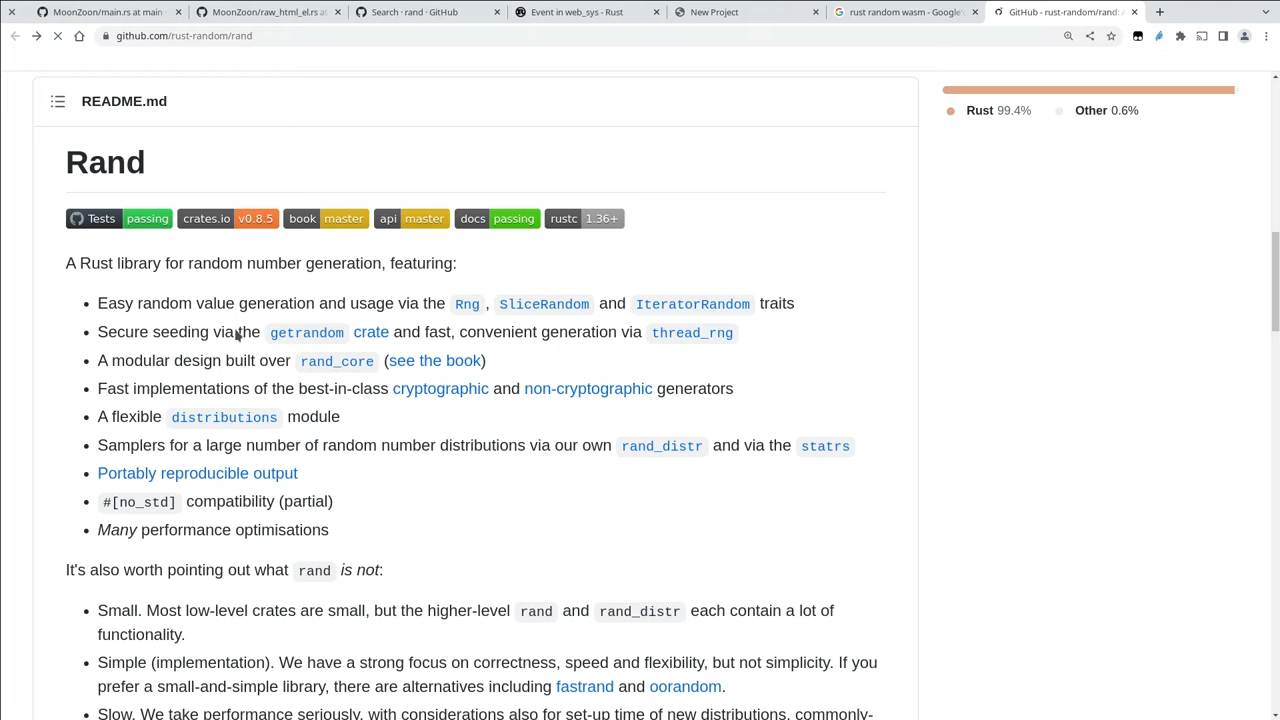 MoonZoon/main.rs at main
MoonZoon/raw_html_el.rs at
Search · rand · GitHub
Event in web_sys - Rust
New Project
rust random wasm - Google
GitHub - rust-random/rand: A
github.com/rust-random/rand
README.md
Rust 99.4% Other 0.6%
Rand
Tests passing crates.io v0.8.5 book master api master docs passing rustc 1.36+
A Rust library for random number generation, featuring:
• Easy random value generation and usage via the Rng, SliceRandom and IteratorRandom traits
• Secure seeding via the getrandom crate and fast, convenient generation via thread_rng
• A modular design built over rand_core (see the book)
• Fast implementations of the best-in-class cryptographic and non-cryptographic generators
• A flexible distributions module
• Samplers for a large number of random number distributions via our own rand_distr and via the statrs
• Portably reproducible output
• #[no_std] compatibility (partial)
• Many performance optimisations
It's also worth pointing out what rand is not:
• Small. Most low-level crates are small, but the higher-level rand and rand_distr each contain a lot of
functionality.
• Simple (implementation). We have a strong focus on correctness, speed and flexibility, but not simplicity. If you
prefer a small-and-simple library, there are alternatives including fastrand and oorandom.
• Slow. We take performance seriously, with considerations also for set-up time of new distributions, commonly-